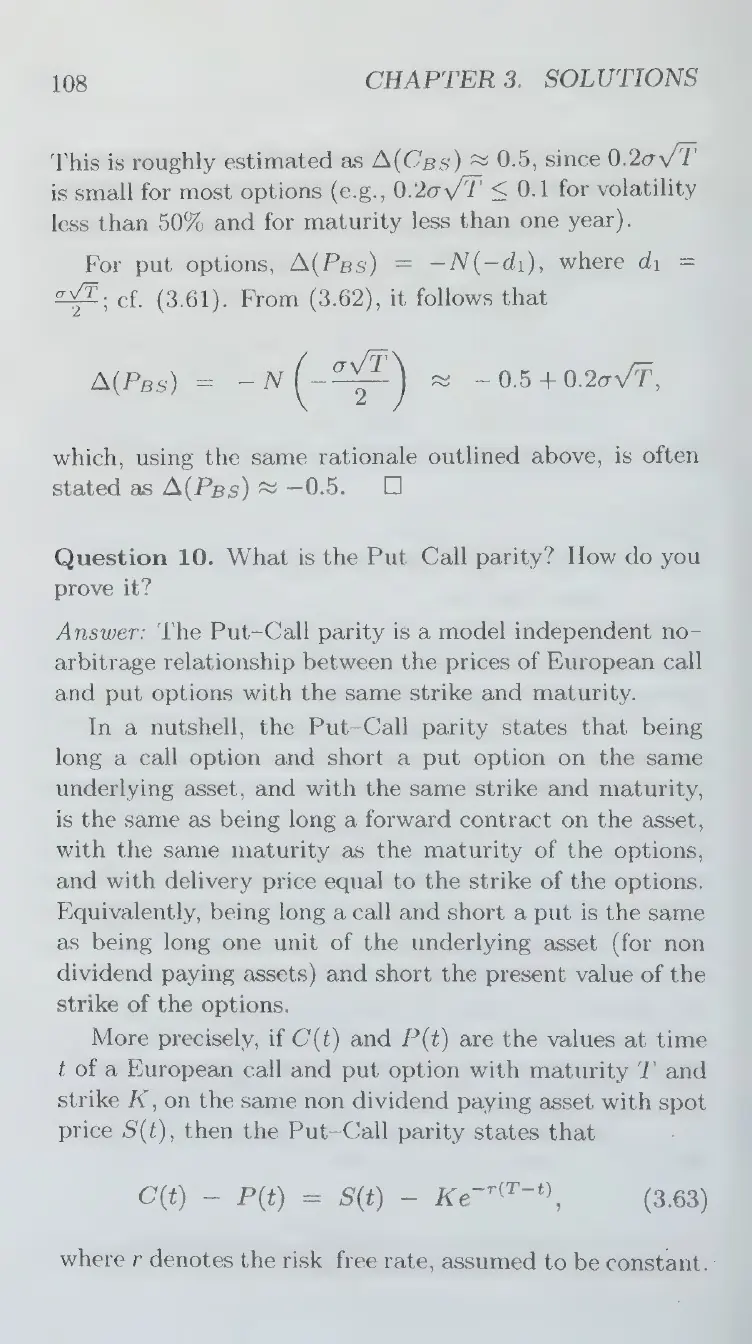 108 CHAPTER 3. SOLUTIONS
This is roughly estimated as Δ(C_BS) ≈ 0.5, since 0.2σ√T
is small for most options (e.g., 0.2σ√T ≤ 0.1 for volatility
less than 50% and for maturity less than one year).
For put options, Δ(P_BS) = −N(−d₁), where d₁ =
σ√T/2; cf. (3.61). From (3.62), it follows that
Δ(P_BS) = − N (−σ√T/2) ≈ − 0.5 + 0.2σ√T,
which, using the same rationale outlined above, is often
stated as Δ(P_BS) ≈ −0.5. □
Question 10. What is the Put Call parity? How do you
prove it?
Answer: The Put–Call parity is a model independent no-
arbitrage relationship between the prices of European call
and put options with the same strike and maturity.
In a nutshell, the Put–Call parity states that being
long a call option and short a put option on the same
underlying asset, and with the same strike and maturity,
is the same as being long a forward contract on the asset,
with the same maturity as the maturity of the options,
and with delivery price equal to the strike of the options.
Equivalently, being long a call and short a put is the same
as being long one unit of the underlying asset (for non
dividend paying assets) and short the present value of the
strike of the options.
More precisely, if C(t) and P(t) are the values at time
t of a European call and put option with maturity T and
strike K, on the same non dividend paying asset with spot
price S(t), then the Put–Call parity states that
C(t) − P(t) = S(t) − Ke^{−r(T−t)}, (3.63)
where r denotes the risk free rate, assumed to be constant.